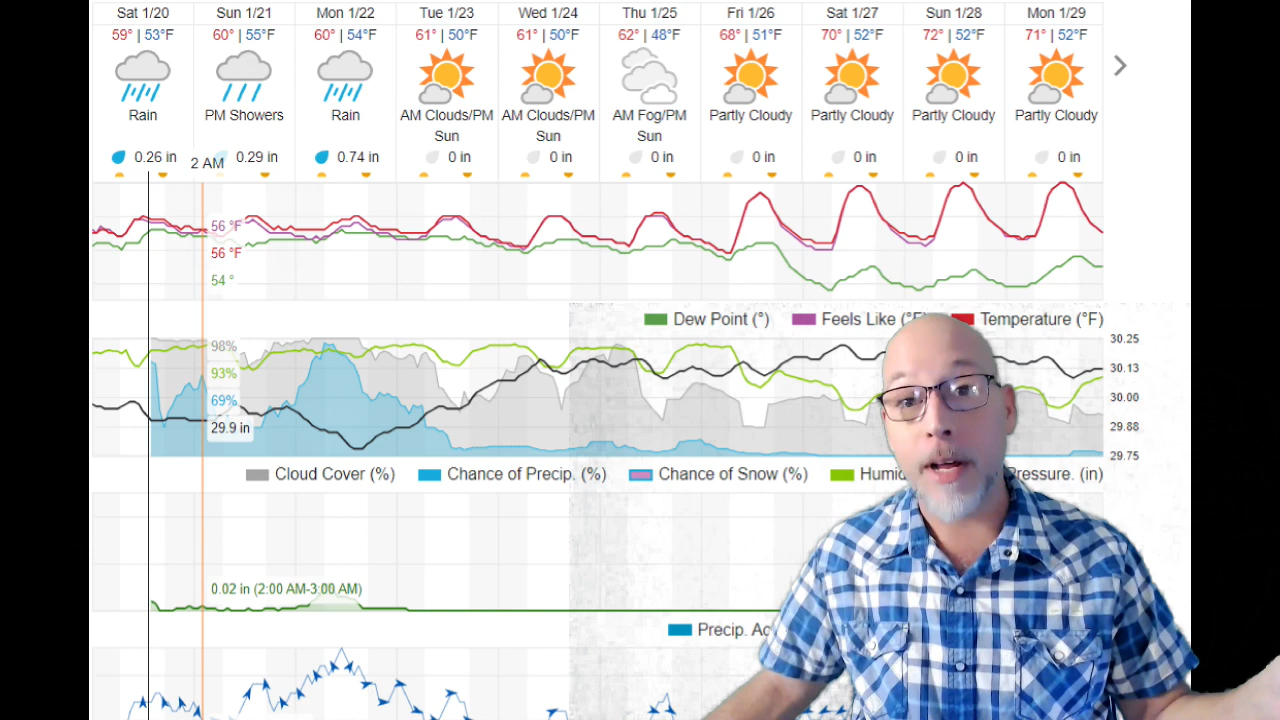 Sat 1/20 Sun 1/21 Mon 1/22 Tue 1/23 Wed 1/24 Thu 1/25 Fri 1/26 Sat 1/27 Sun 1/28 Mon 1/29
59° | 53°F 60° | 55°F 60° | 54°F 61° | 50°F 61° | 50°F 62° | 48°F 68° | 51°F 70° | 52°F 72° | 52°F 71° | 52°F
Rain PM Showers Rain AM Clouds/PM AM Clouds/PM AM Fog/PM Partly Cloudy Partly Cloudy Partly Cloudy Partly Cloudy
Sun Sun Sun
0.26 in 0.29 in 0.74 in 0 in 0 in 0 in 0 in 0 in 0 in 0 in
2 AM
56 °F
56 °F
54 °
Dew Point (°) Feels Like (°F) Temperature (°F)
98% 30.25
93% 30.13
69% 30.00
29.9 in 29.88
29.75
Cloud Cover (%) Chance of Precip. (%) Chance of Snow (%) Humid Pressure. (in)
0.02 in (2:00 AM-3:00 AM)
Precip. Ac